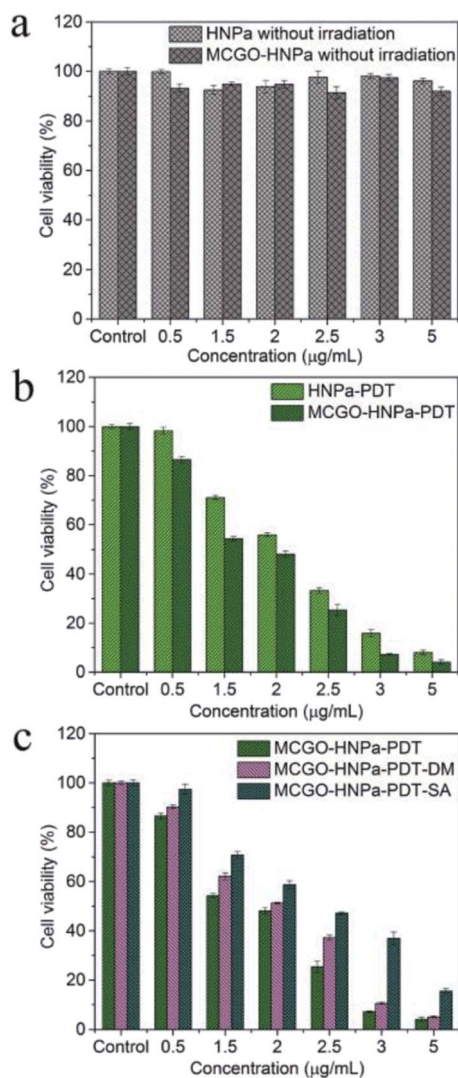 a
HNPa without irradiation
MCGO-HNPa without irradiation
Cell viability (%)
120
100
80
60
40
20
0
Control 0.5 1.5 2 2.5 3 5
Concentration (μg/mL)
b
HNPa-PDT
MCGO-HNPa-PDT
Cell viability (%)
120
100
80
60
40
20
0
Control 0.5 1.5 2 2.5 3 5
Concentration (μg/mL)
c
MCGO-HNPa-PDT
MCGO-HNPa-PDT-DM
MCGO-HNPa-PDT-SA
Cell viability (%)
120
100
80
60
40
20
0
Control 0.5 1.5 2 2.5 3 5
Concentration (μg/mL)